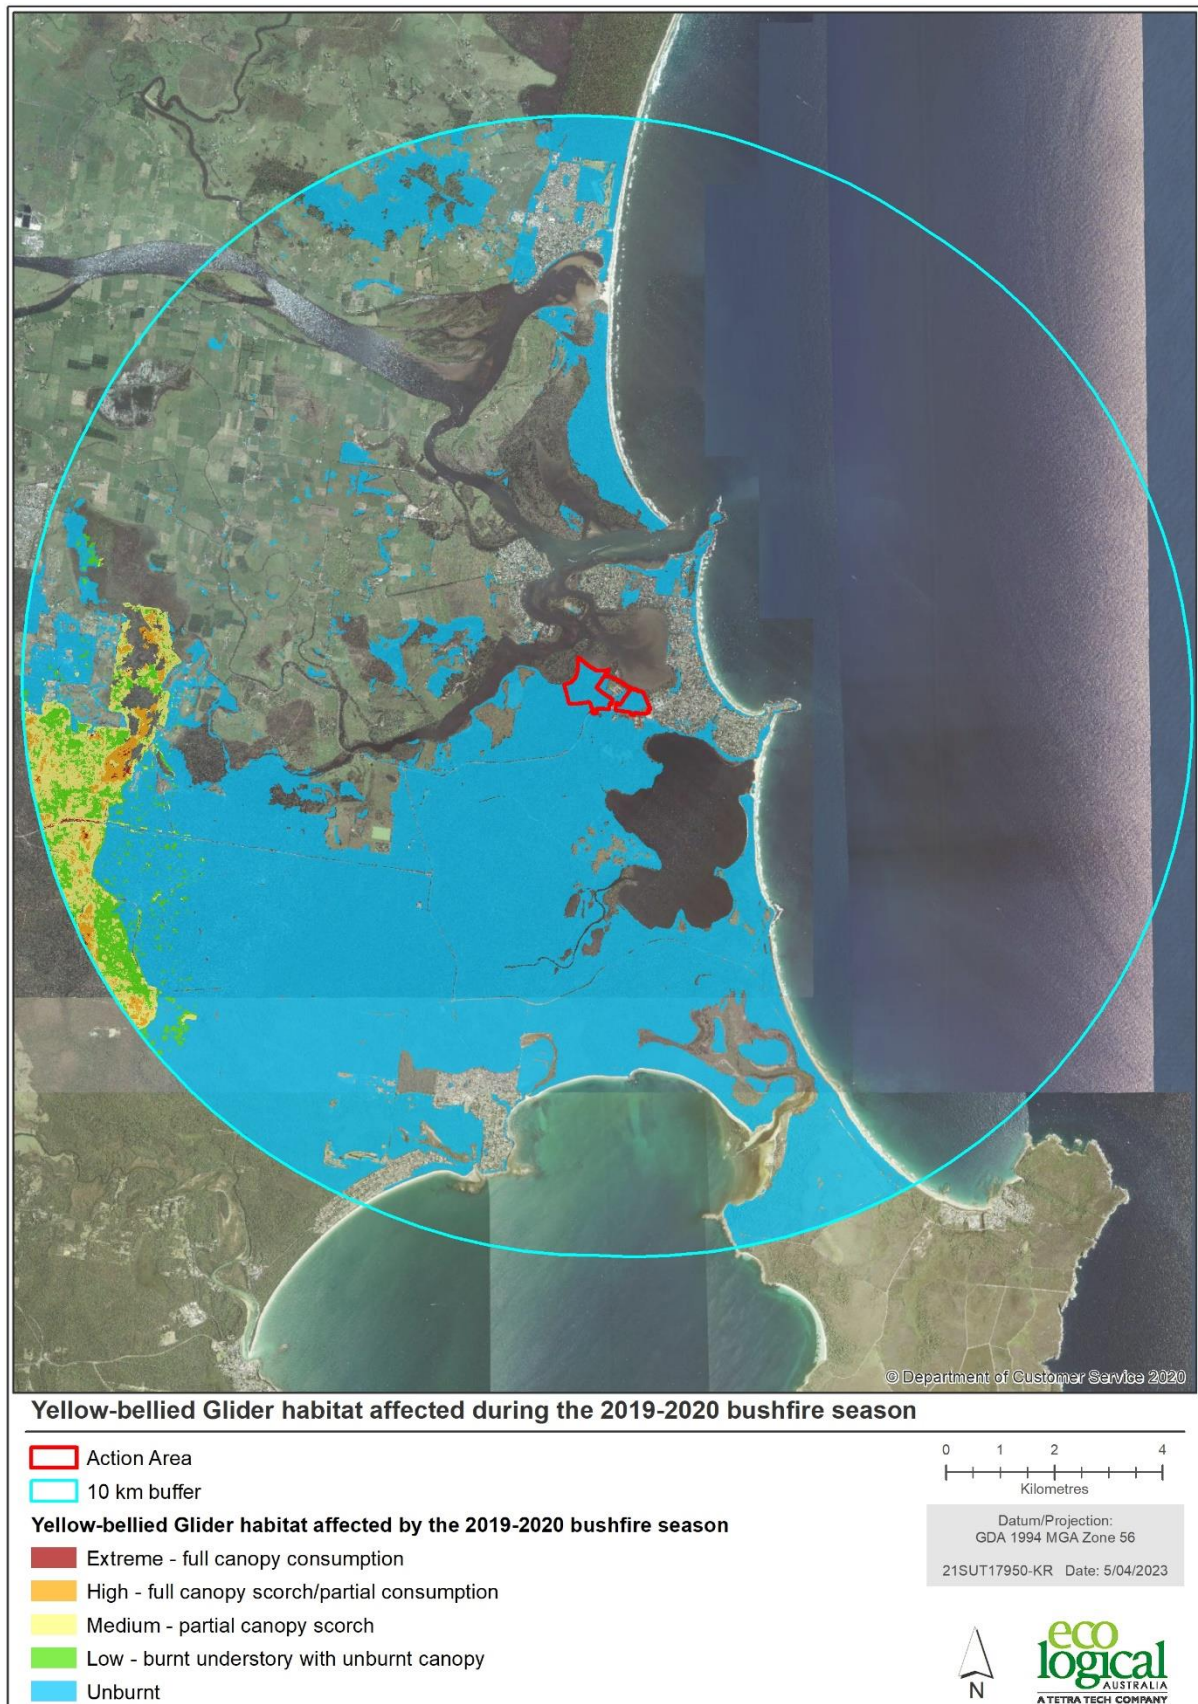 © Department of Customer Service 2020
Yellow-bellied Glider habitat affected during the 2019-2020 bushfire season
Action Area
10 km buffer
Yellow-bellied Glider habitat affected by the 2019-2020 bushfire season
Extreme - full canopy consumption
High - full canopy scorch/partial consumption
Medium - partial canopy scorch
Low - burnt understory with unburnt canopy
Unburnt
0 1 2 4
Kilometres
Datum/Projection:
GDA 1994 MGA Zone 56
21SUT17950-KR Date: 5/04/2023
N
eco
logical
AUSTRALIA
A TETRA TECH COMPANY